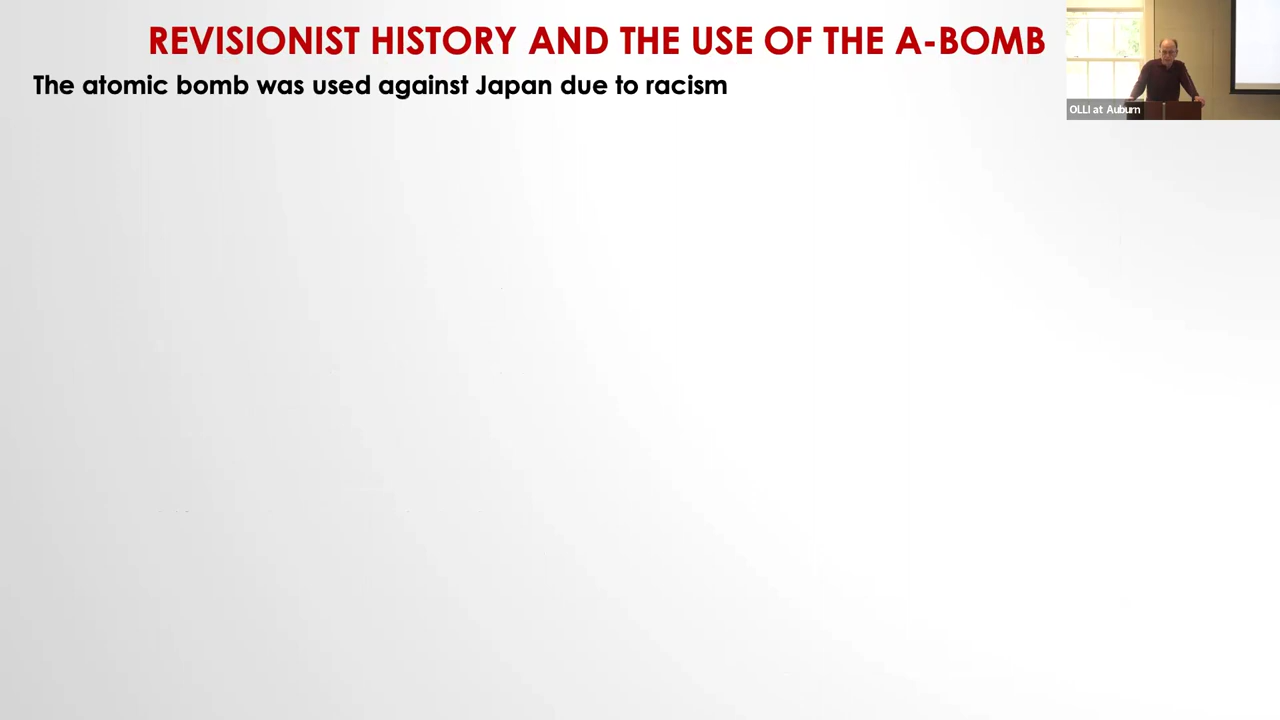 REVISIONIST HISTORY AND THE USE OF THE A-BOMB
The atomic bomb was used against Japan due to racism
OLLI at Auburn